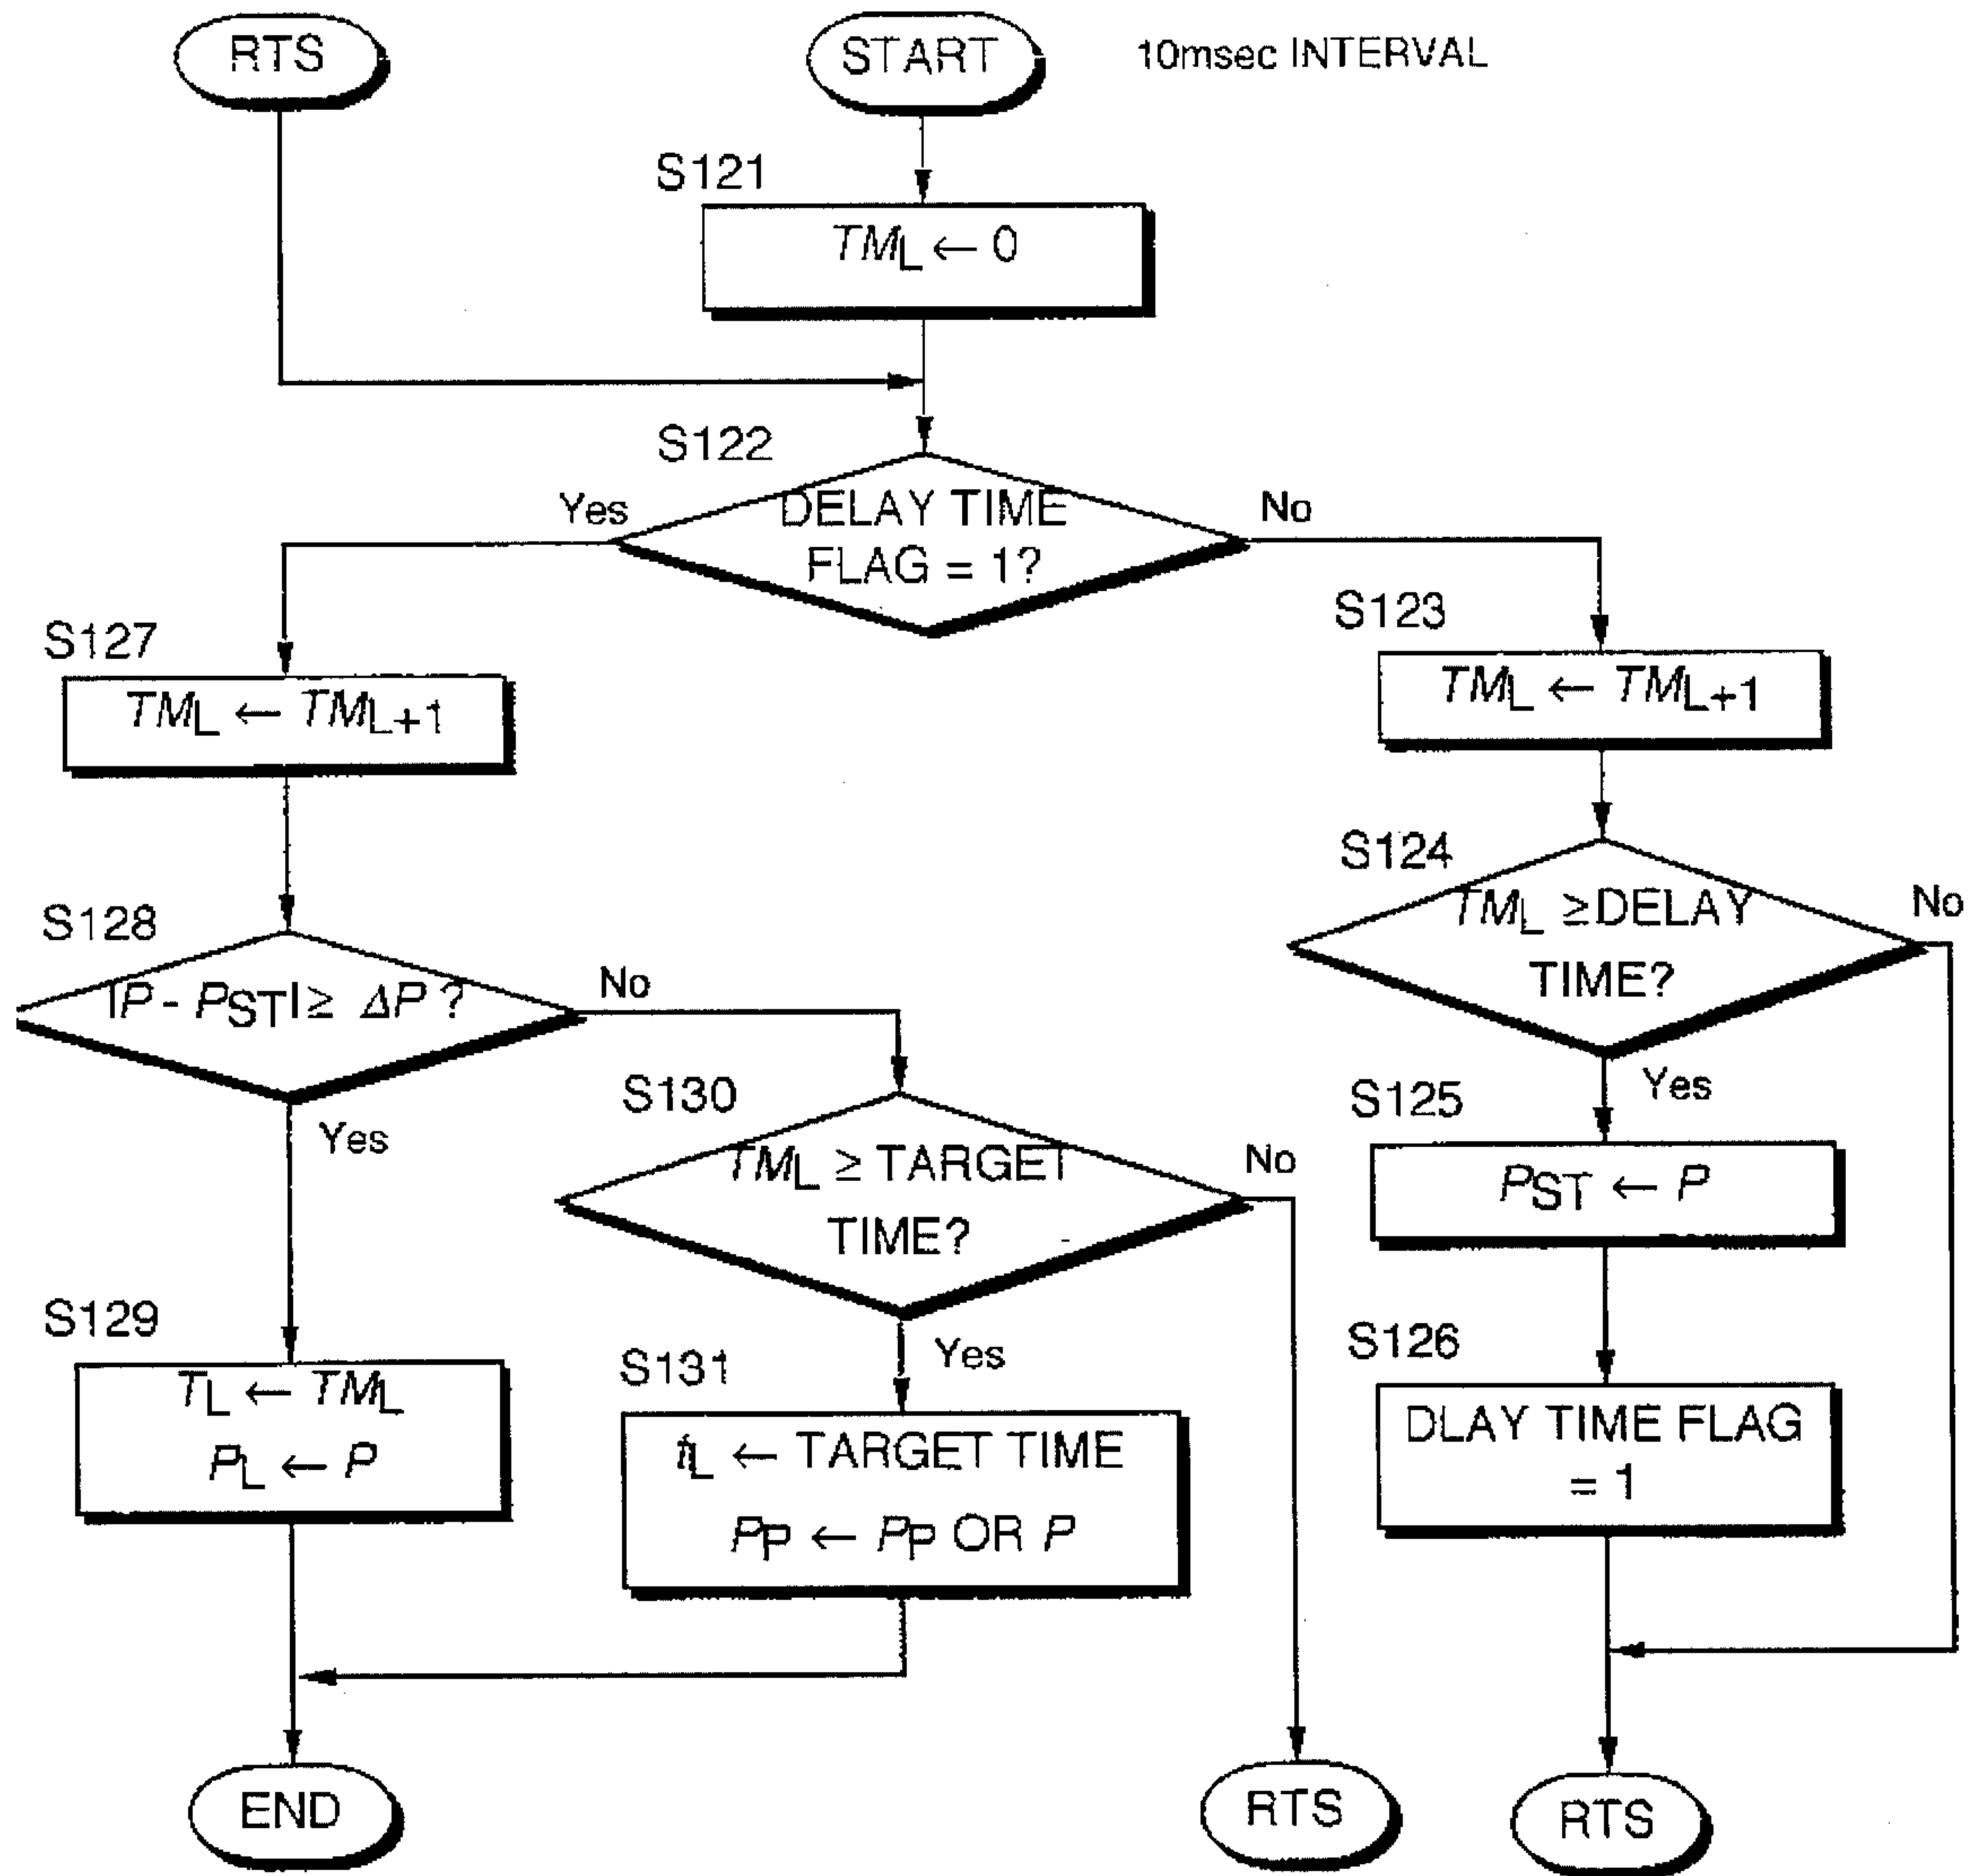 RTS
START
10msec INTERVAL
S121
TML ← 0
S122
DELAY TIME
FLAG = 1?
Yes
No
S127
TML ← TML+1
S123
TML ← TML+1
S128
|P - PST| ≥ ΔP ?
No
Yes
S124
TML ≥ DELAY
TIME?
No
Yes
S130
TML ≥ TARGET
TIME?
No
Yes
S125
PST ← P
S129
TL ← TML
PL ← P
S131
← TARGET TIME
PP ← PP OR P
S126
DLAY TIME FLAG
= 1
END
RTS
RTS